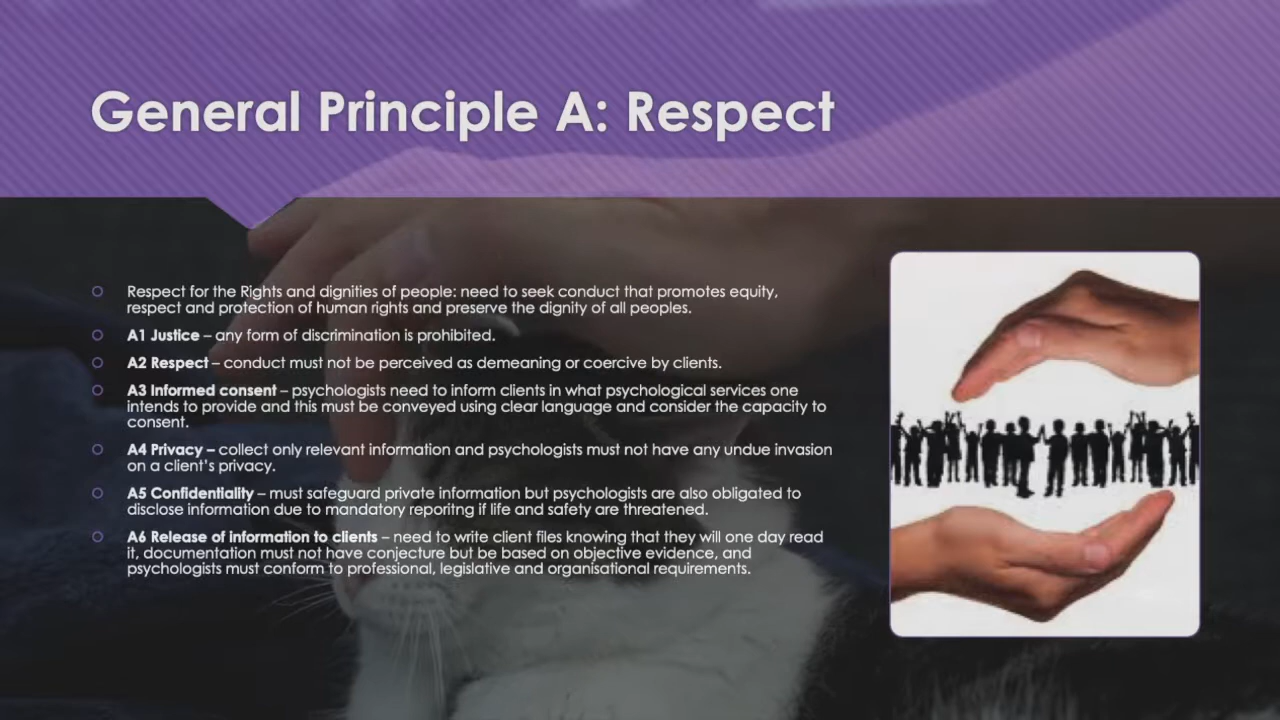 General Principle A: Respect
Respect for the Rights and dignities of people: need to seek conduct that promotes equity,
respect and protection of human rights and preserve the dignity of all peoples.
A1 Justice – any form of discrimination is prohibited.
A2 Respect – conduct must not be perceived as demeaning or coercive by clients.
A3 Informed consent – psychologists need to inform clients in what psychological services one
intends to provide and this must be conveyed using clear language and consider the capacity to
consent.
A4 Privacy – collect only relevant information and psychologists must not have any undue invasion
on a client's privacy.
A5 Confidentiality – must safeguard private information but psychologists are also obligated to
disclose information due to mandatory reporitng if life and safety are threatened.
A6 Release of information to clients – need to write client files knowing that they will one day read
it, documentation must not have conjecture but be based on objective evidence, and
psychologists must conform to professional, legislative and organisational requirements.